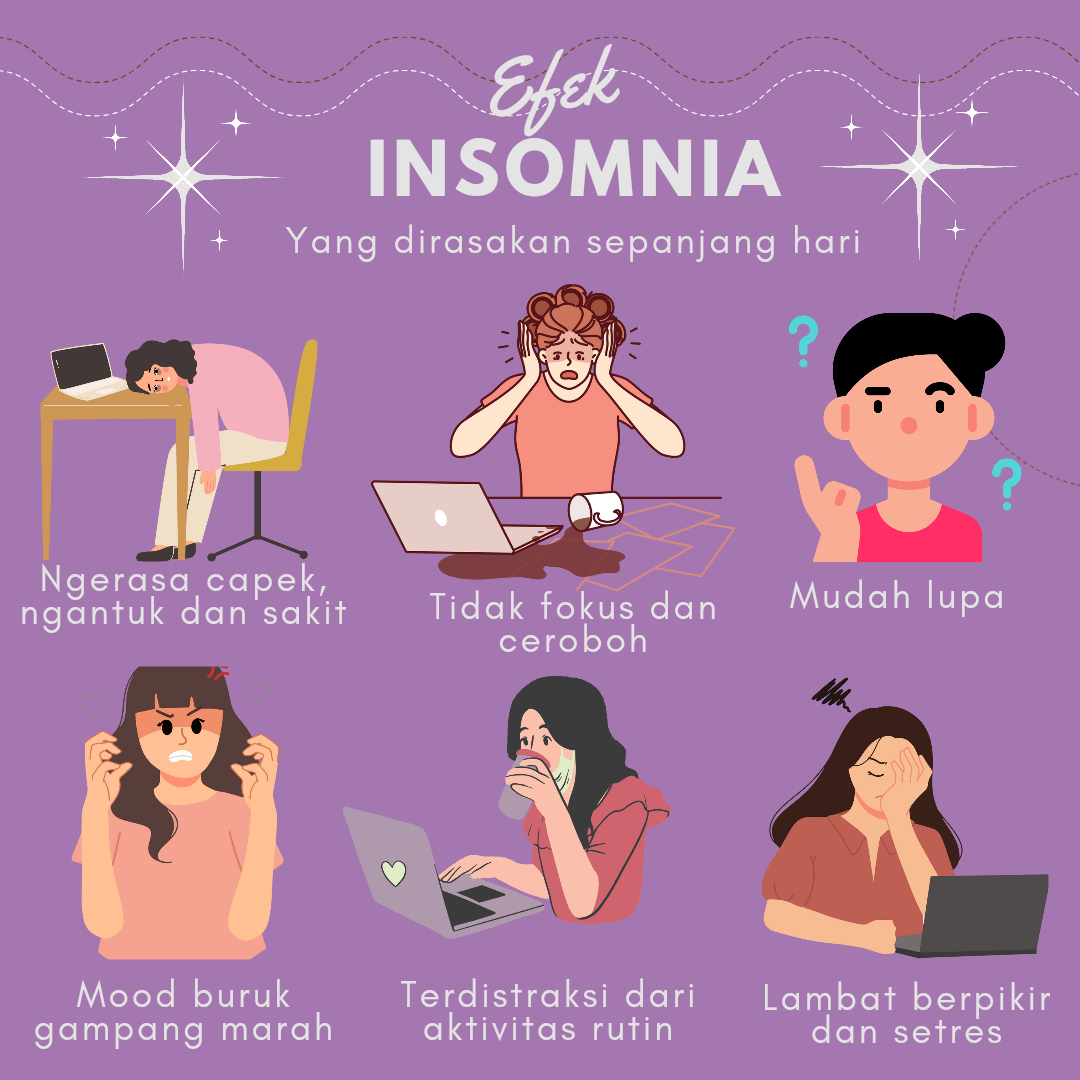 Efek
INSOMNIA
Yang dirasakan sepanjang hari
Ngerasa capek,
ngantuk dan sakit
Tidak fokus dan
ceroboh
Mudah lupa
Mood buruk
gampang marah
Terdistraksi dari
aktivitas rutin
Lambat berpikir
dan setres